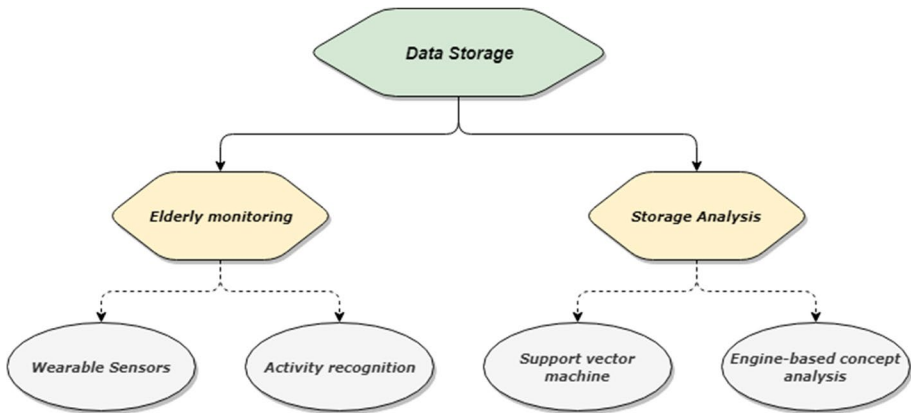 Data Storage
Elderly monitoring
Storage Analysis
Wearable Sensors
Activity recognition
Support vector
machine
Engine-based concept
analysis